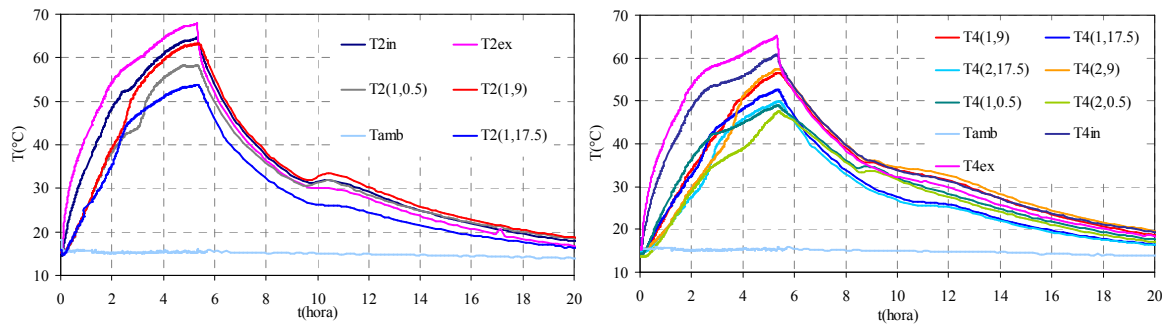 70
60
50
40
30
20
10
T(°C)
T2in
T2ex
T2(1,0.5)
T2(1,9)
Tamb
T2(1,17.5)
0 2 4 6 8 10 12 14 16 18 20
t(hora)
70
60
50
40
30
20
10
T(°C)
T4(1,9)
T4(1,17.5)
T4(2,17.5)
T4(2,9)
T4(1,0.5)
T4(2,0.5)
Tamb
T4in
T4ex
0 2 4 6 8 10 12 14 16 18 20
t(hora)